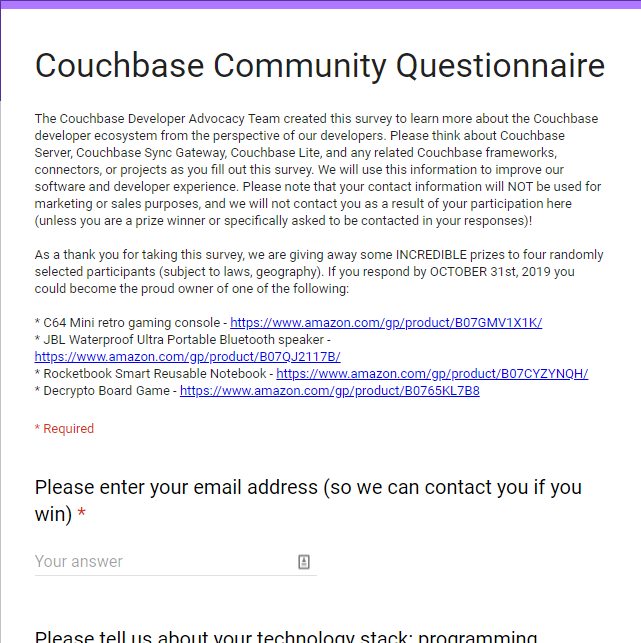 Couchbase Community Questionnaire
The Couchbase Developer Advocacy Team created this survey to learn more about the Couchbase
developer ecosystem from the perspective of our developers. Please think about Couchbase
Server, Couchbase Sync Gateway, Couchbase Lite, and any related Couchbase frameworks,
connectors, or projects as you fill out this survey. We will use this information to improve our
software and developer experience. Please note that your contact information will NOT be used for
marketing or sales purposes, and we will not contact you as a result of your participation here
(unless you are a prize winner or specifically asked to be contacted in your responses)!
As a thank you for taking this survey, we are giving away some INCREDIBLE prizes to four randomly
selected participants (subject to laws, geography). If you respond by OCTOBER 31st, 2019 you
could become the proud owner of one of the following:
* C64 Mini retro gaming console - https://www.amazon.com/gp/product/B07GMV1X1K/
* JBL Waterproof Ultra Portable Bluetooth speaker -
https://www.amazon.com/gp/product/B07QJ2117B/
* Rocketbook Smart Reusable Notebook - https://www.amazon.com/gp/product/B07CYZYNQH/
* Decrypto Board Game - https://www.amazon.com/gp/product/B0765KL7B8
* Required
Please enter your email address (so we can contact you if you
win) *
Your answer
Please tell us about your technology stack: programming